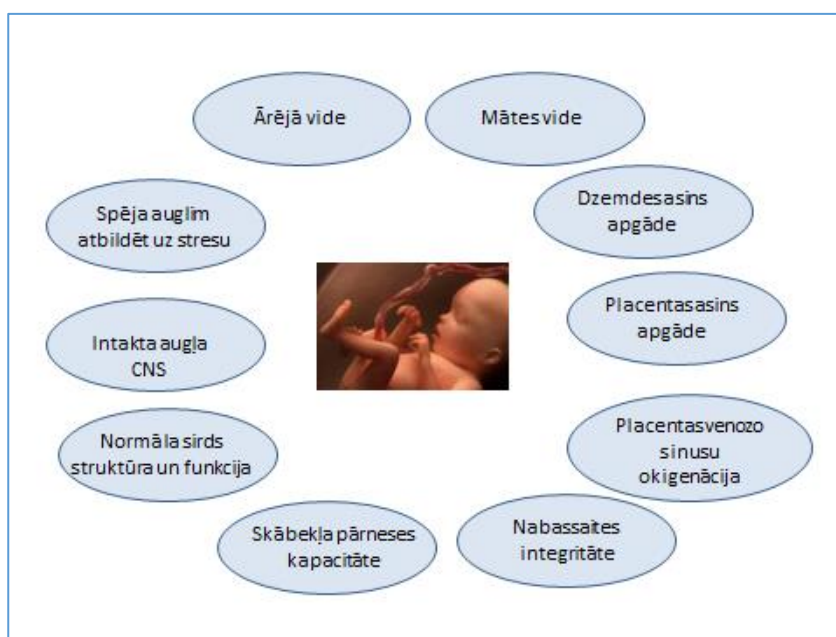 Ārējā vide
Mātes vide
Dzemdes asins
apgāde
Placentas asins
apgāde
Placentas venozo
sinusu
okigenācija
Nabassaites
integritāte
Skābekļa pārneses
kapacitāte
Normāla sirds
struktūra un funkcija
Intakta augļa
CNS
Spēja auglim
atbildēt uz stresu